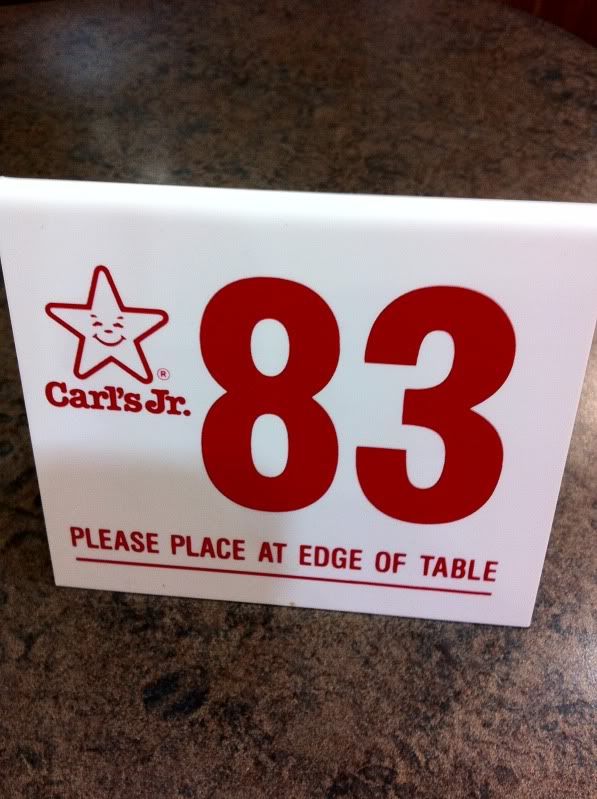 83
®
Carl's Jr.
PLEASE PLACE AT EDGE OF TABLE